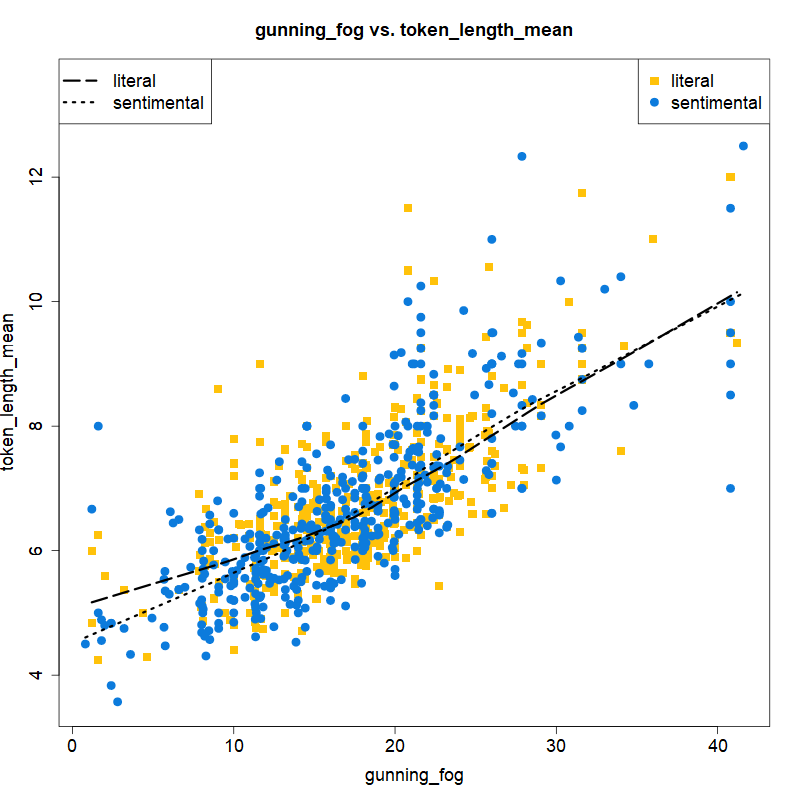 gunning_fog vs. token_length_mean
literal
sentimental
literal
sentimental
token_length_mean
12
10
8
6
4
0 10 20 30 40
gunning_fog